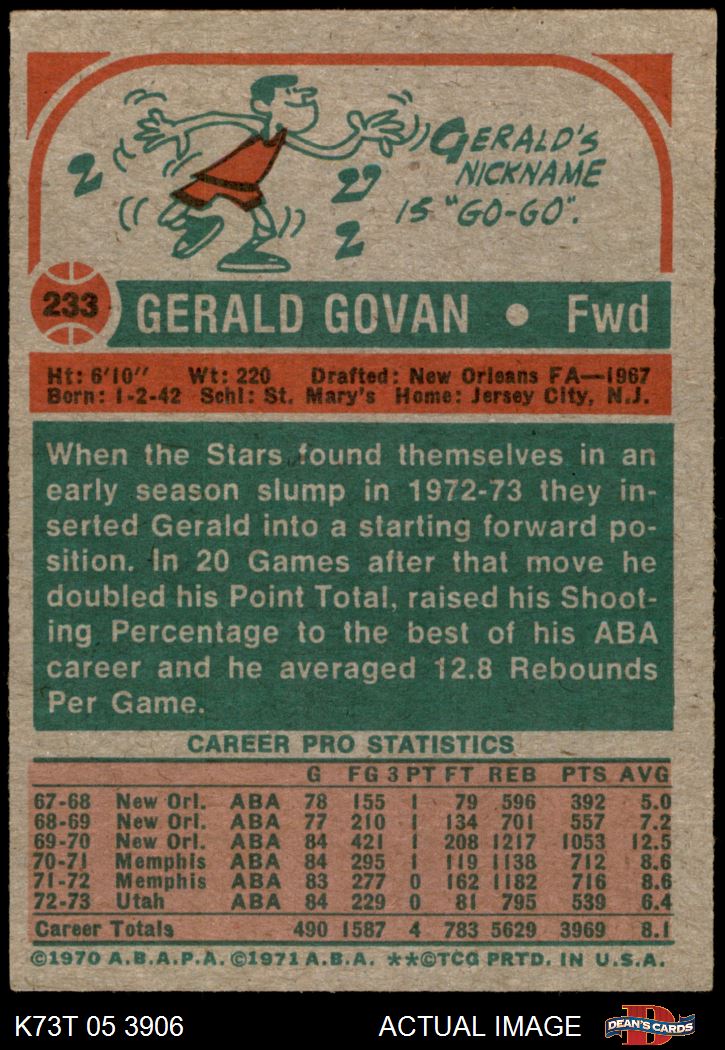 GERALD'S
NICKNAME
IS "GO-GO".
233 GERALD GOVAN • Fwd
Ht: 6'10" Wt: 220 Drafted: New Orleans FA—1967
Born: 1-2-42 Schl: St. Mary's Home: Jersey City, N.J.
When the Stars found themselves in an
early season slump in 1972-73 they in-
serted Gerald into a starting forward po-
sition. In 20 Games after that move he
doubled his Point Total, raised his Shoot-
ing Percentage to the best of his ABA
career and he averaged 12.8 Rebounds
Per Game.
CAREER PRO STATISTICS
G FG 3 PT FT REB PTS AVG
67-68 New Orl. ABA 78 155 1 79 596 392 5.0
68-69 New Orl. ABA 77 210 1 134 701 557 7.2
69-70 New Orl. ABA 84 421 1 208 1217 1053 12.5
70-71 Memphis ABA 84 295 1 119 1138 712 8.6
71-72 Memphis ABA 83 277 0 162 1182 716 8.6
72-73 Utah ABA 84 229 0 81 795 539 6.4
Career Totals 490 1587 4 783 5629 3969 8.1
©1970 A.B.A.P.A. ©1971 A.B.A. **©TCG PRTD. IN U.S.A.
K73T 05 3906 ACTUAL IMAGE D DEAN'S CARDS